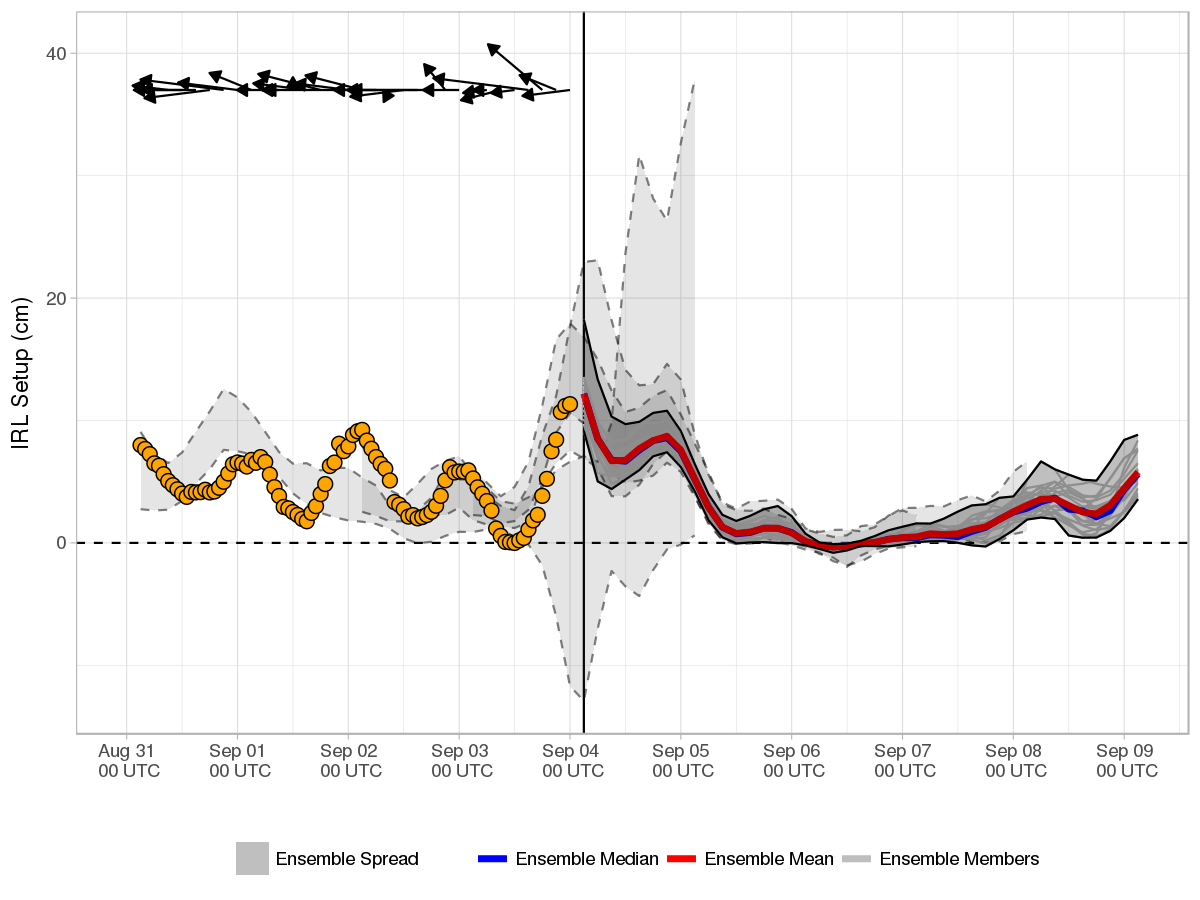 40
20
0
IRL Setup (cm)
Aug 31 Sep 01 Sep 02 Sep 03 Sep 04 Sep 05 Sep 06 Sep 07 Sep 08 Sep 09
00 UTC 00 UTC 00 UTC 00 UTC 00 UTC 00 UTC 00 UTC 00 UTC 00 UTC 00 UTC
Ensemble Spread Ensemble Median Ensemble Mean Ensemble Members